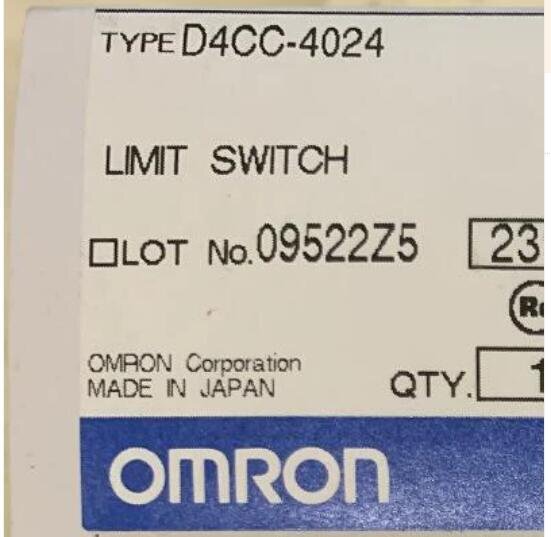 TYPE D4CC-4024
LIMIT SWITCH
LOT No. 09522Z5 23
OMRON Corporation
MADE IN JAPAN
QTY. 1
OMRON